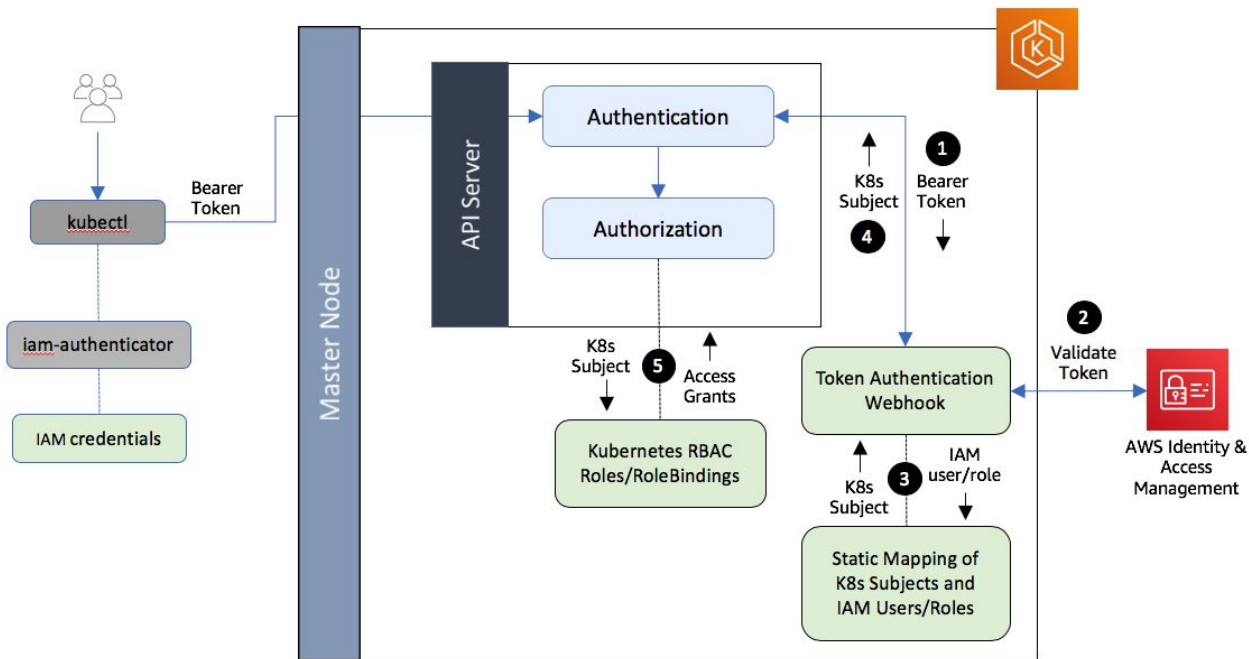 K
Authentication
Authorization
API Server
Master Node
Bearer
Token
kubectl
iam-authenticator
IAM credentials
K8s
Subject
4
1
Bearer
Token
2
Validate
Token
K8s
Subject
5
Access
Grants
Token Authentication
Webhook
AWS Identity &
Access
Management
Kubernetes RBAC
Roles/RoleBindings
K8s
Subject
3
IAM
user/role
Static Mapping of
K8s Subjects and
IAM Users/Roles